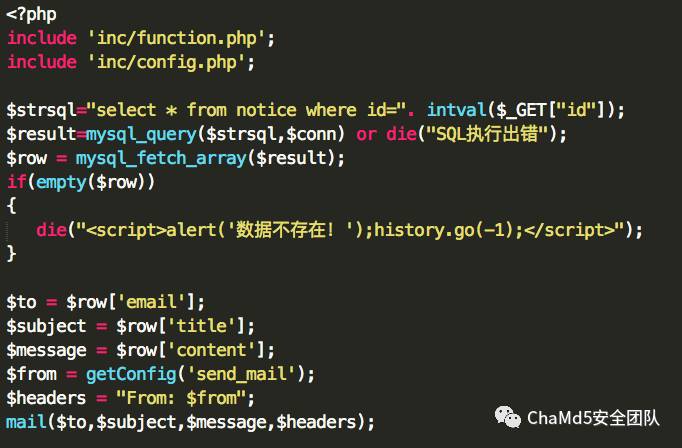 <?php
include 'inc/function.php';
include 'inc/config.php';
$strsql="select * from notice where id=". intval($_GET["id"]);
$result=mysql_query($strsql,$conn) or die("SQL执行出错");
$row = mysql_fetch_array($result);
if(empty($row))
{
die("<script>alert('数据不存在！');history.go(-1);</script>");
}
$to = $row['email'];
$subject = $row['title'];
$message = $row['content'];
$from = getConfig('send_mail');
$headers = "From: $from";
mail($to,$subject,$message,$headers);
ChaMd5安全团队